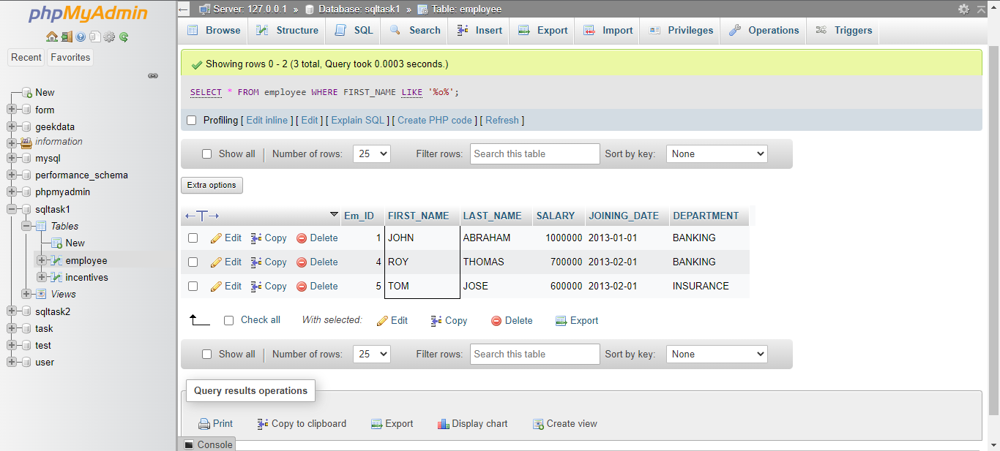 phpMyAdmin
Recent Favorites
New
form
geekdata
information
mysql
performance_schema
phpmyadmin
sqltask1
Tables
New
employee
incentives
Views
sqltask2
task
test
user
Server: 127.0.0.1 » Database: sqltask1 » Table: employee
Browse Structure SQL Search Insert Export Import Privileges Operations Triggers
Showing rows 0 - 2 (3 total, Query took 0.0003 seconds.)
SELECT * FROM employee WHERE FIRST_NAME LIKE '%o%';
Profiling [ Edit inline ] [ Edit ] [ Explain SQL ] [ Create PHP code ] [ Refresh ]
Show all | Number of rows: 25 Filter rows: Search this table Sort by key: None
Extra options
←T→ Em_ID FIRST_NAME LAST_NAME SALARY JOINING_DATE DEPARTMENT
Edit Copy Delete 1 JOHN ABRAHAM 1000000 2013-01-01 BANKING
Edit Copy Delete 4 ROY THOMAS 700000 2013-02-01 BANKING
Edit Copy Delete 5 TOM JOSE 600000 2013-02-01 INSURANCE
Check all With selected: Edit Copy Delete Export
Show all | Number of rows: 25 Filter rows: Search this table Sort by key: None
Query results operations
Print Copy to clipboard Export Display chart Create view
Console